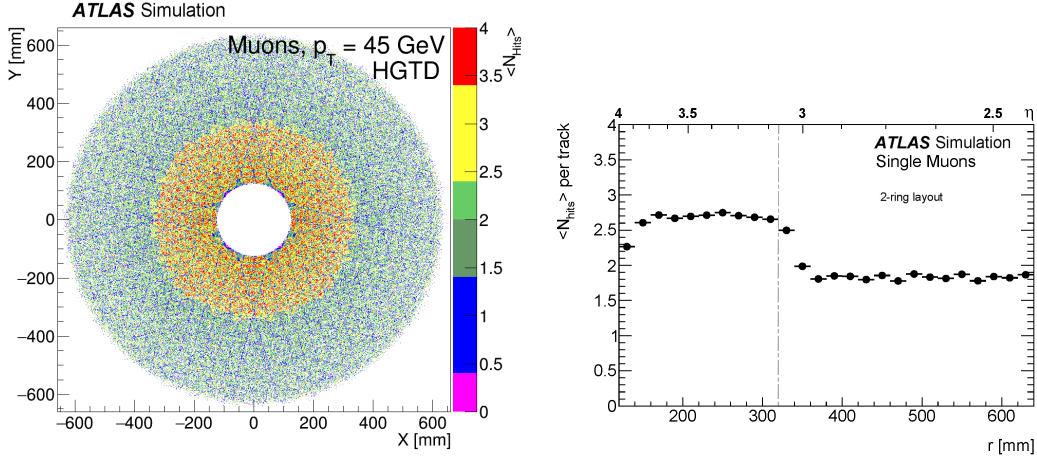 ATLAS Simulation
Muons, p_T = 45 GeV
HGTD
Y [mm]
600
400
200
0
−200
−400
−600
−600 −400 −200 0 200 400 600
X [mm]
4
3.5
3
2.5
2
1.5
1
0.5
0
<N_Hits>
4 3.5 3 2.5 η
ATLAS Simulation
Single Muons
2-ring layout
<N_hits> per track
4
3.5
3
2.5
2
1.5
1
0.5
0
200 300 400 500 600
r [mm]